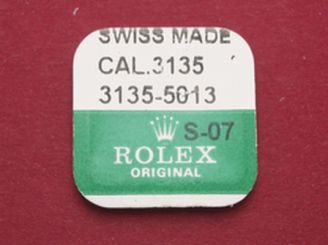 SWISS MADE
CAL.3135
3135-5013
S-07
ROLEX
ORIGINAL